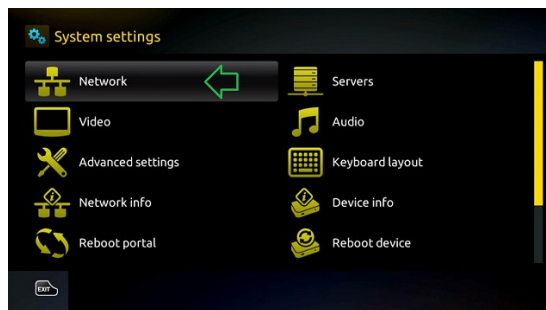 System settings
Network
Servers
Video
Audio
Advanced settings
Keyboard layout
Network info
Device info
Reboot portal
Reboot device
EXIT